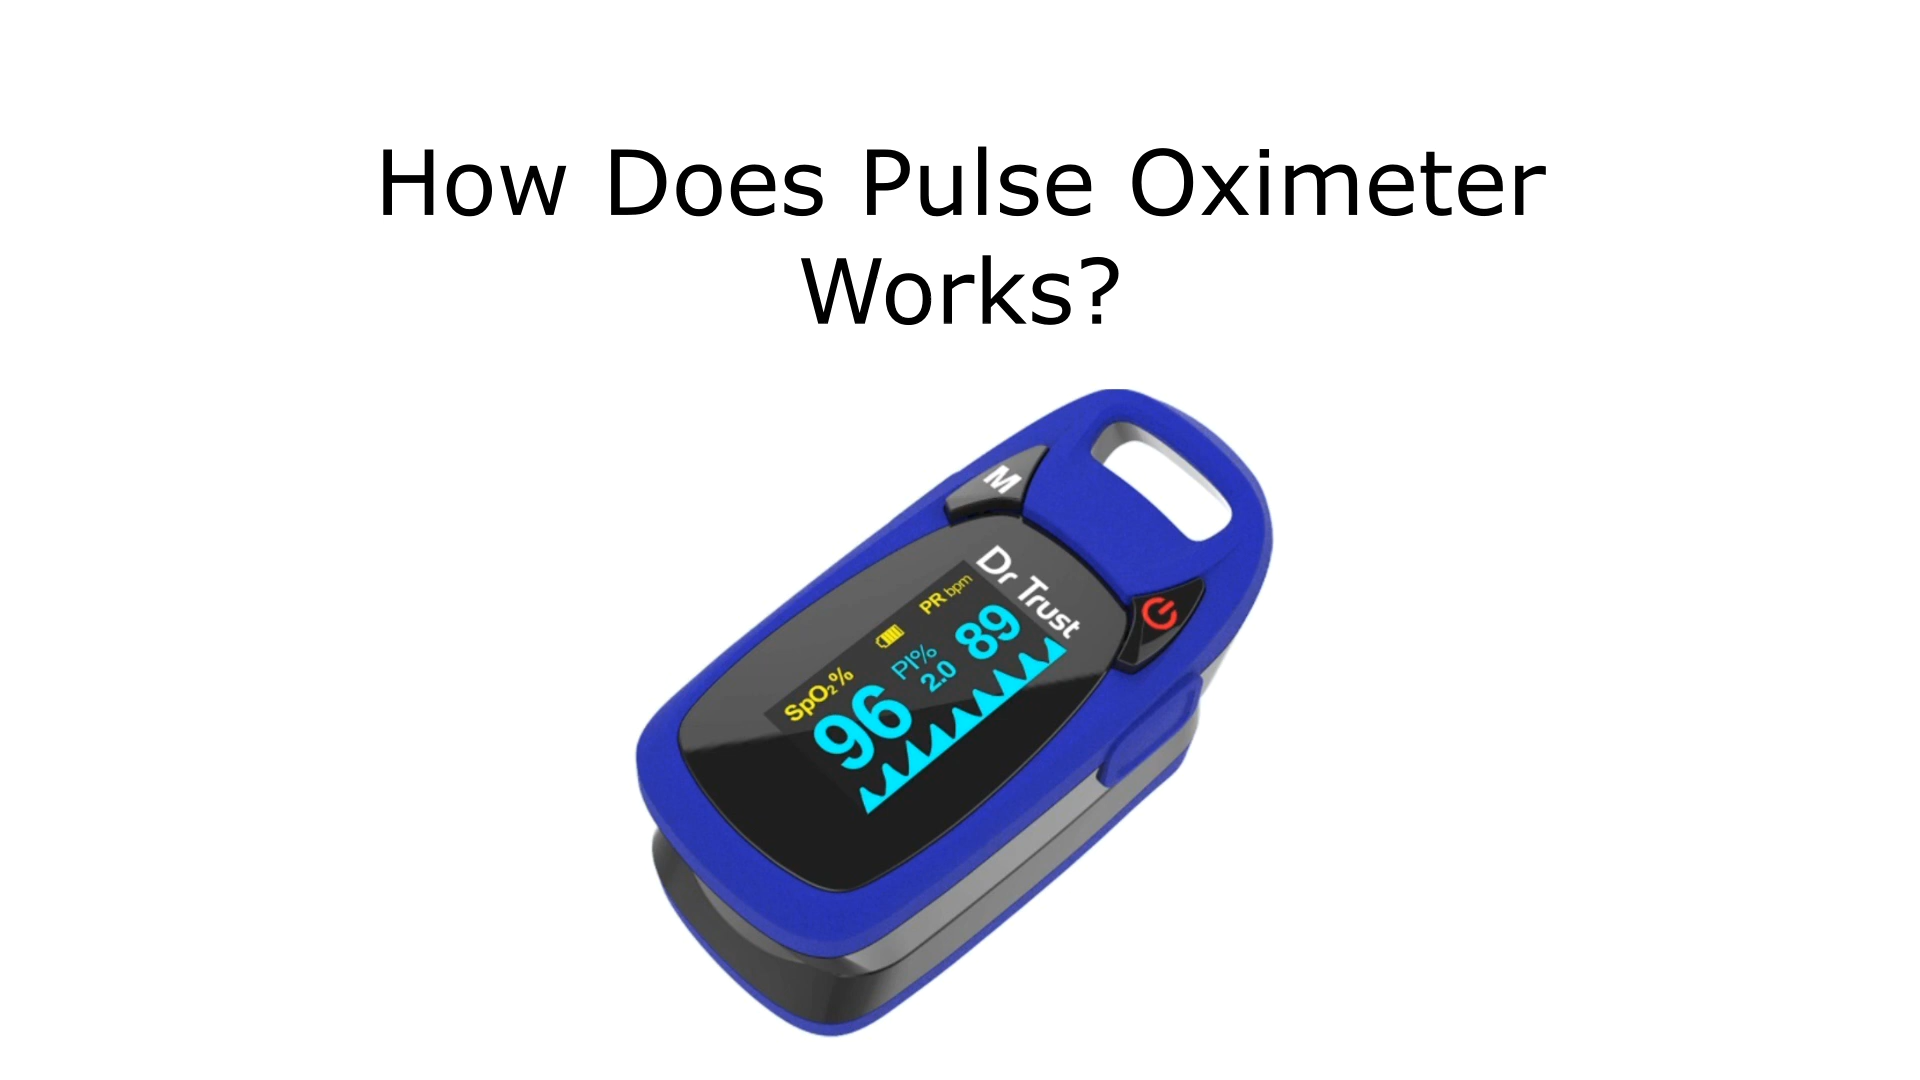 How Does Pulse Oximeter
Works?
M
Dr Trust
PR bpm
89
PI%
2.0
SpO₂%
96